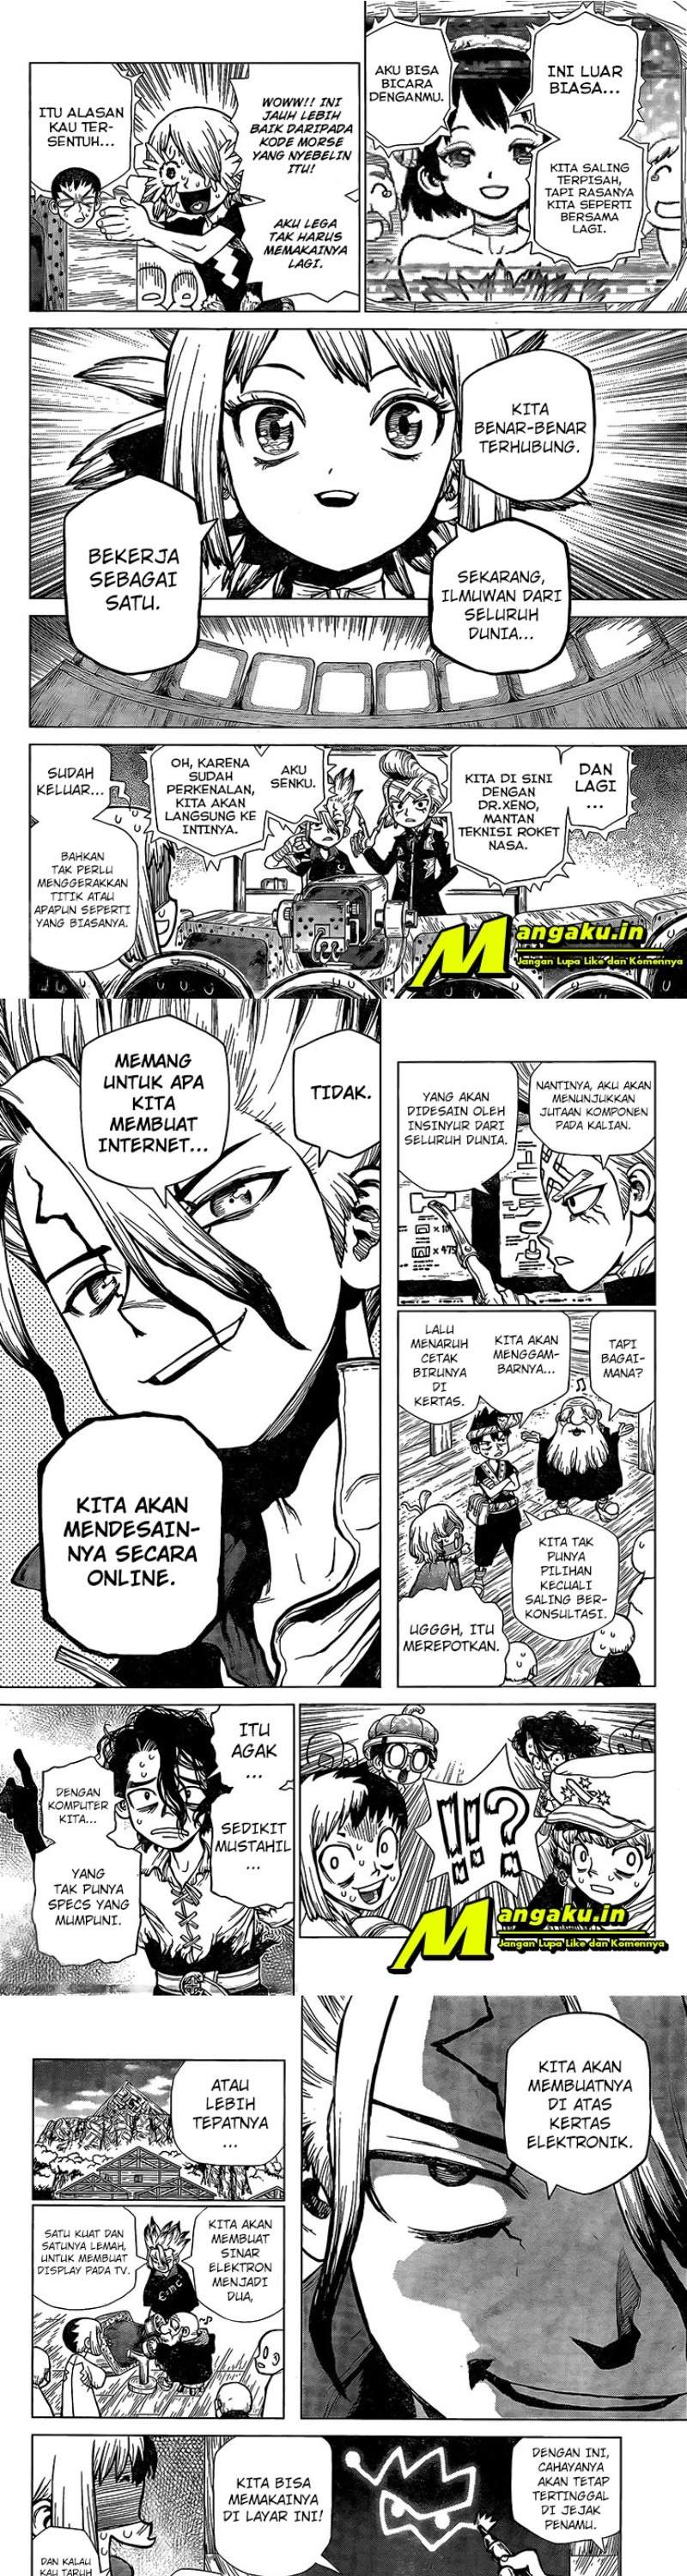 AKU BISA
BICARA
DENGANMU.
INI LUAR
BIASA...
KITA SALING
TERPISAH,
TAPI RASANYA
KITA SEPERTI
BERSAMA
LAGI.
ITU ALASAN
KAU TER-
SENTUH...
WOWW!! INI
JAUH LEBIH
BAIK DARIPADA
KODE MORSE
YANG NYEBELIN
ITU!
AKU LEGA
TAK HARUS
MEMAKAINYA
LAGI.
KITA
BENAR-BENAR
TERHUBUNG.
SEKARANG,
ILMUWAN DARI
SELURUH
DUNIA...
BEKERJA
SEBAGAI
SATU.
SUDAH
KELUAR...
BAHKAN
TAK PERLU
MENGGERAKKAN
TITIK ATAU
APAPUN SEPERTI
YANG BIASANYA.
OH, KARENA
SUDAH
PERKENALAN,
KITA AKAN
LANGSUNG KE
INTINYA.
AKU
SENKU.
KITA DI SINI
DENGAN
DR.XENO,
MANTAN
TEKNISI ROKET
NASA.
DAN
LAGI
...
Mangaku.in
Jangan Lupa Like dan Komennya
MEMANG
UNTUK APA
KITA
MEMBUAT
INTERNET...
TIDAK.
KITA AKAN
MENDESAIN-
NYA SECARA
ONLINE.
YANG AKAN
DIDESAIN OLEH
INSINYUR DARI
SELURUH DUNIA.
NANTINYA, AKU AKAN
MENUNJUKKAN
JUTAAN KOMPONEN
PADA KALIAN.
x 10
x 475
LALU
MENARUH
CETAK
BIRUNYA
DI
KERTAS.
KITA AKAN
MENGGAM-
BARNYA...
TAPI
BAGAI-
MANA?
KITA TAK
PUNYA
PILIHAN
KECUALI
SALING BER-
KONSULTASI.
UGGGH, ITU
MEREPOTKAN.
ITU
AGAK
...
SEDIKIT
MUSTAHIL
...
DENGAN
KOMPUTER
KITA...
YANG
TAK PUNYA
SPECS YANG
MUMPUNI.
!!?
Mangaku.in
Jangan Lupa Like dan Komennya
KITA AKAN
MEMBUATNYA
DI ATAS
KERTAS
ELEKTRONIK.
ATAU
LEBIH
TEPATNYA
...
SATU KUAT DAN
SATUNYA LEMAH,
UNTUK MEMBUAT
DISPLAY PADA TV.
KITA AKAN
MEMBUAT
SINAR
ELEKTRON
MENJADI
DUA,
E=mc²
KITA BISA
MEMAKAINYA
DI LAYAR INI!
DENGAN INI,
CAHAYANYA
AKAN TETAP
TERTINGGAL
DI JEJAK
PENAMU.
DAN KALAU
KAU TARUH